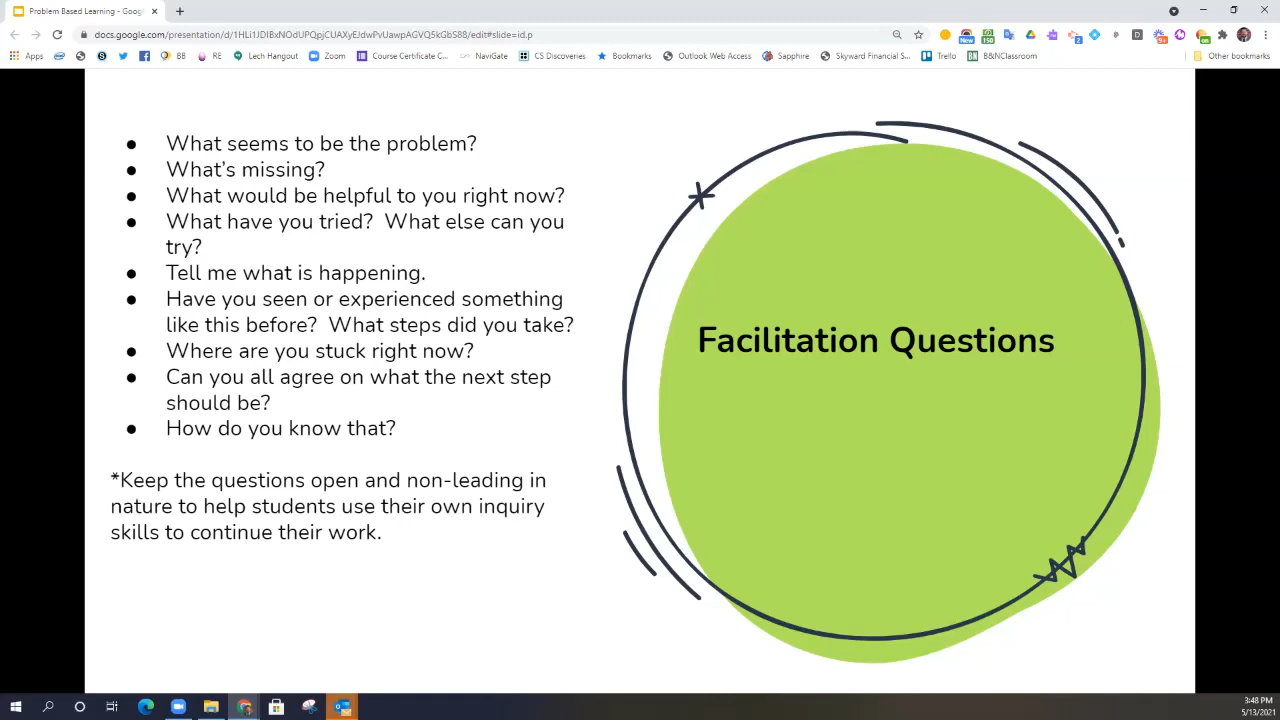 Problem Based Learning - Goog
docs.google.com/presentation/d/1HLi1JDIBxNOdUPQpjCUAXyEJdwPvUawpAGVQ5kGbS88/edit#slide=id.p
Apps
BB
RE
Lech Hangout
Zoom
Course Certificate C...
NaviGate
CS Discoveries
Bookmarks
Outlook Web Access
Sapphire
Skyward Financial S...
Trello
B&NClassroom
Other bookmarks
● What seems to be the problem?
● What’s missing?
● What would be helpful to you right now?
● What have you tried? What else can you
try?
● Tell me what is happening.
● Have you seen or experienced something
like this before? What steps did you take?
● Where are you stuck right now?
● Can you all agree on what the next step
should be?
● How do you know that?
*Keep the questions open and non-leading in
nature to help students use their own inquiry
skills to continue their work.
Facilitation Questions
3:48 PM
5/13/2021